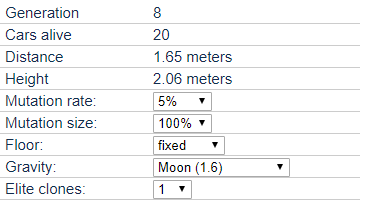 Generation 8
Cars alive 20
Distance 1.65 meters
Height 2.06 meters
Mutation rate: 5%
Mutation size: 100%
Floor: fixed
Gravity: Moon (1.6)
Elite clones: 1